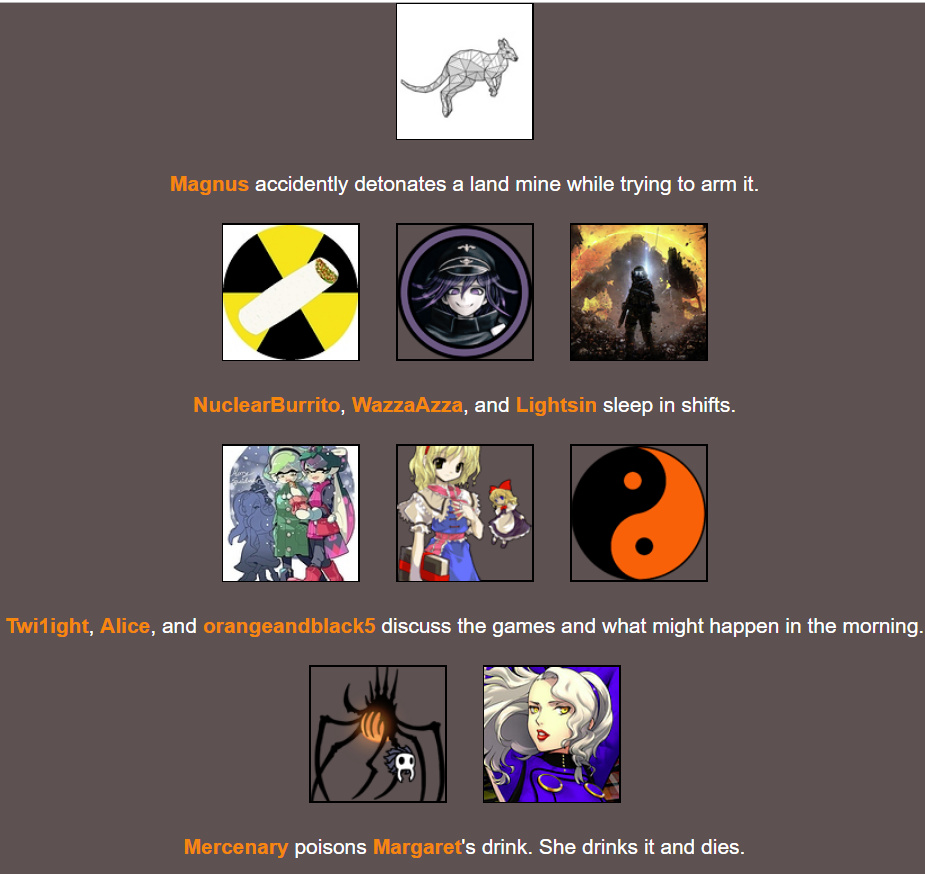 Magnus accidently detonates a land mine while trying to arm it.
NuclearBurrito, WazzaAzza, and Lightsin sleep in shifts.
Twi1ight, Alice, and orangeandblack5 discuss the games and what might happen in the morning.
Mercenary poisons Margaret's drink. She drinks it and dies.